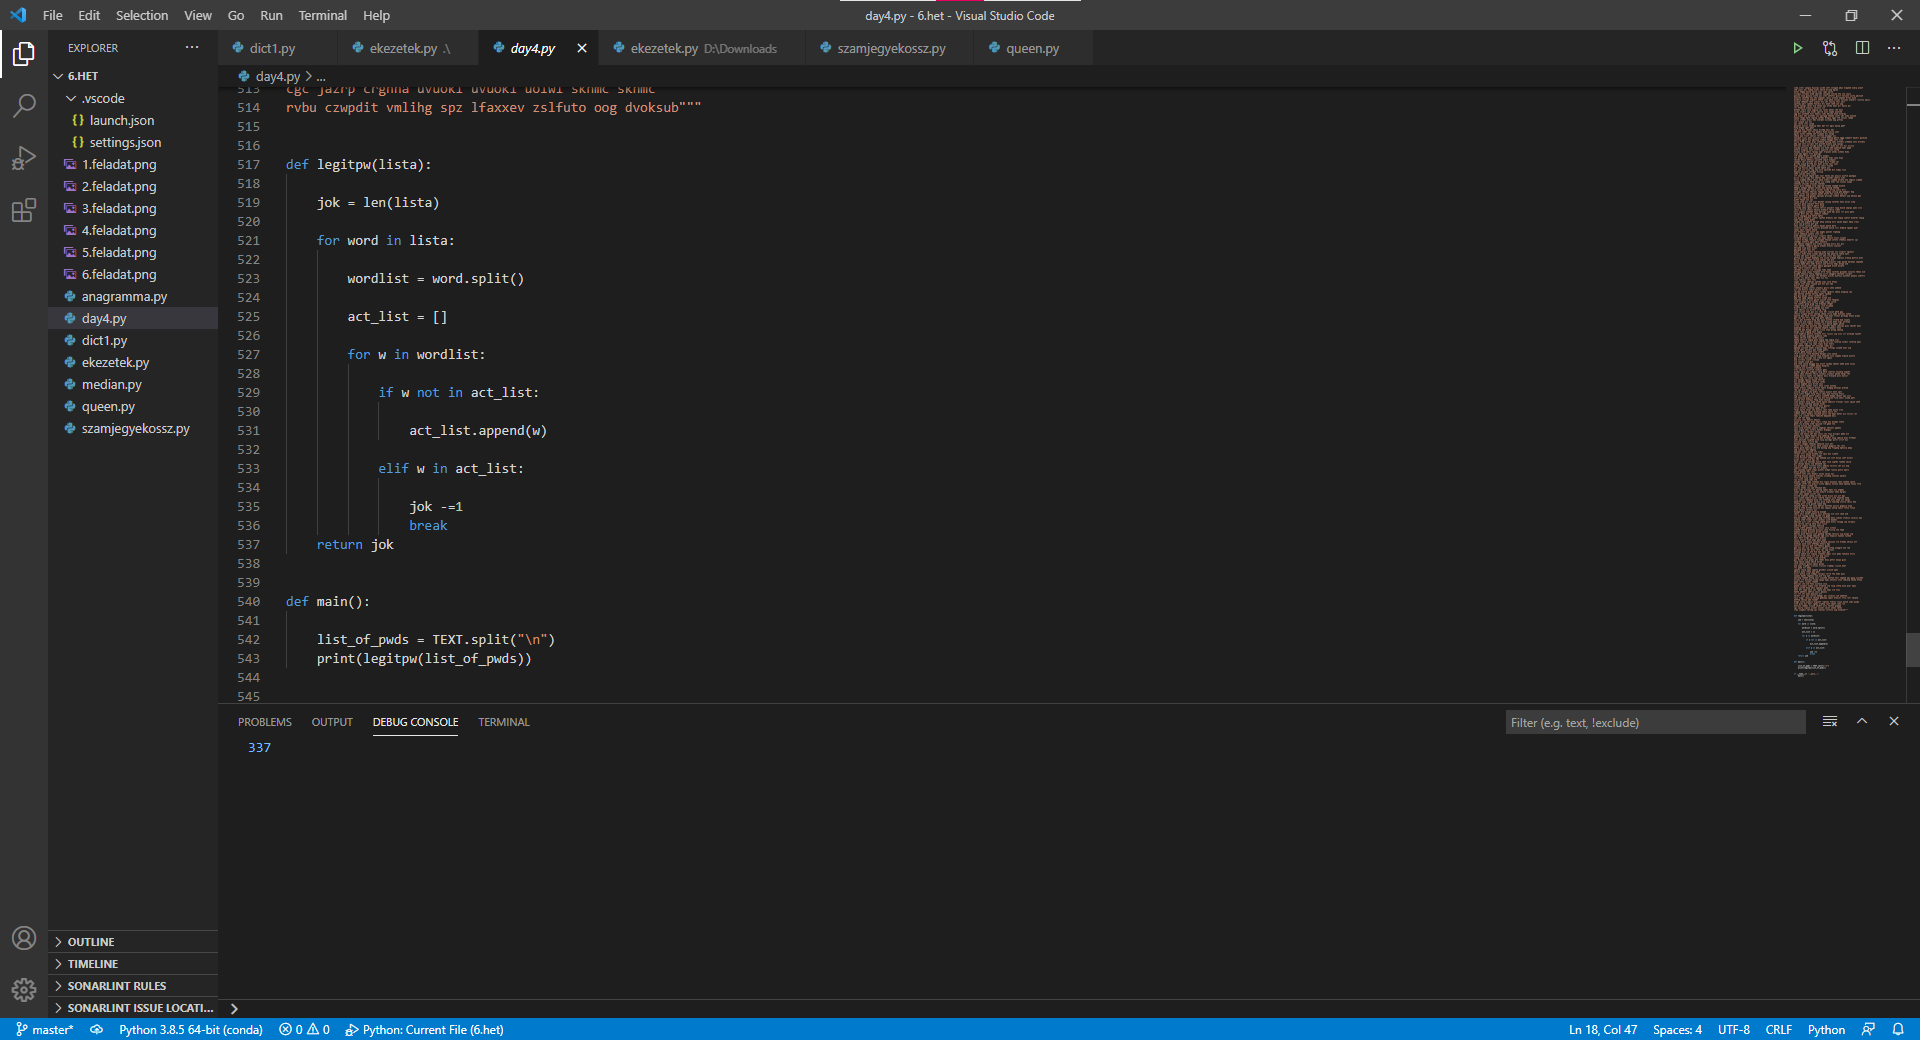 File Edit Selection View Go Run Terminal Help
day4.py - 6.het - Visual Studio Code
EXPLORER
6.HET
.vscode
launch.json
settings.json
1.feladat.png
2.feladat.png
3.feladat.png
4.feladat.png
5.feladat.png
6.feladat.png
anagramma.py
day4.py
dict1.py
ekezetek.py
median.py
queen.py
szamjegyekossz.py
OUTLINE
TIMELINE
SONARLINT RULES
SONARLINT ISSUE LOCATI...
dict1.py ekezetek.py .\ day4.py ekezetek.py D:\Downloads szamjegyekossz.py queen.py
day4.py > ...
513 cgc jazrp crghna uvuoki uvuoki uoiwl sknmc sknmc
514 rvbu czwpdit vmlihg spz lfaxxev zslfuto oog dvoksub"""
515
516
517 def legitpw(lista):
518
519 jok = len(lista)
520
521 for word in lista:
522
523 wordlist = word.split()
524
525 act_list = []
526
527 for w in wordlist:
528
529 if w not in act_list:
530
531 act_list.append(w)
532
533 elif w in act_list:
534
535 jok -=1
536 break
537 return jok
538
539
540 def main():
541
542 list_of_pwds = TEXT.split("\n")
543 print(legitpw(list_of_pwds))
544
545
PROBLEMS OUTPUT DEBUG CONSOLE TERMINAL
Filter (e.g. text, !exclude)
337
master* Python 3.8.5 64-bit (conda) 0 0 Python: Current File (6.het)
Ln 18, Col 47 Spaces: 4 UTF-8 CRLF Python